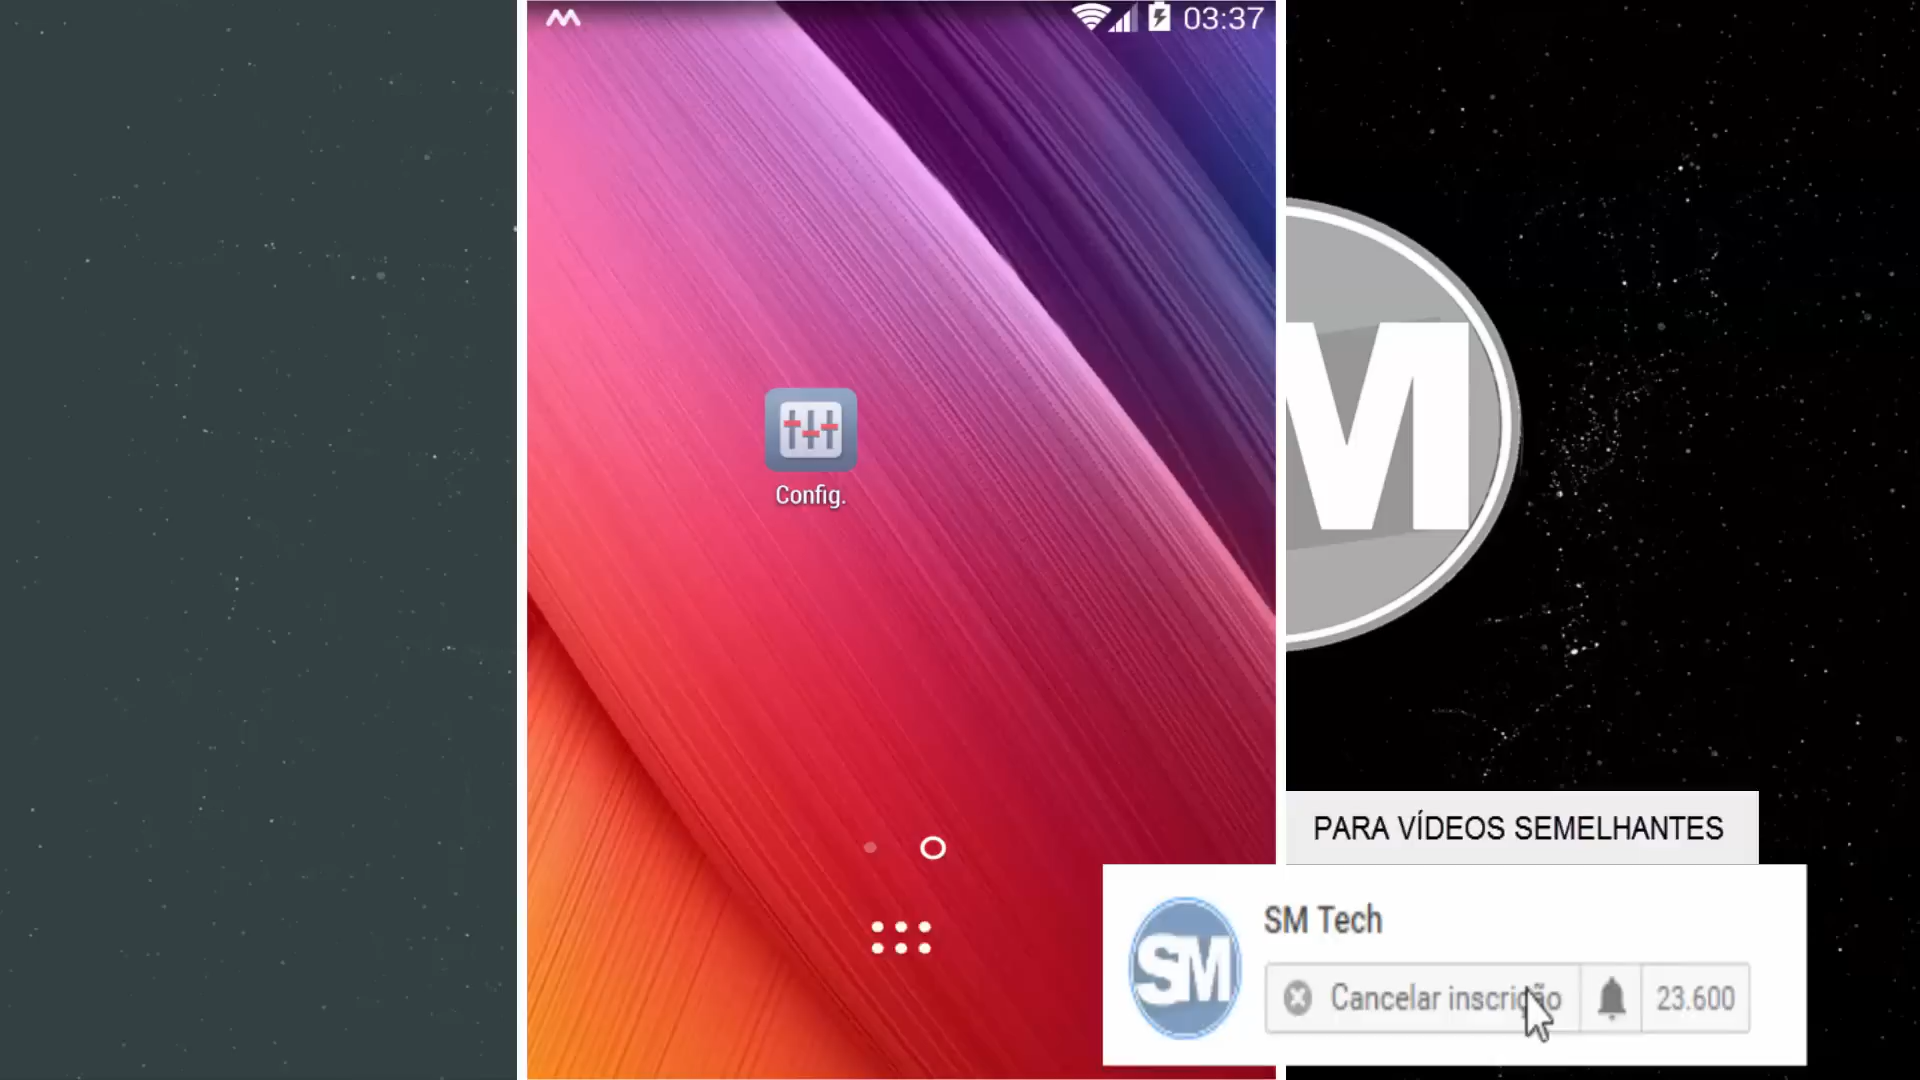 03:37
Config.
M
PARA VÍDEOS SEMELHANTES
SM Tech
SM
Cancelar inscrição
23.600